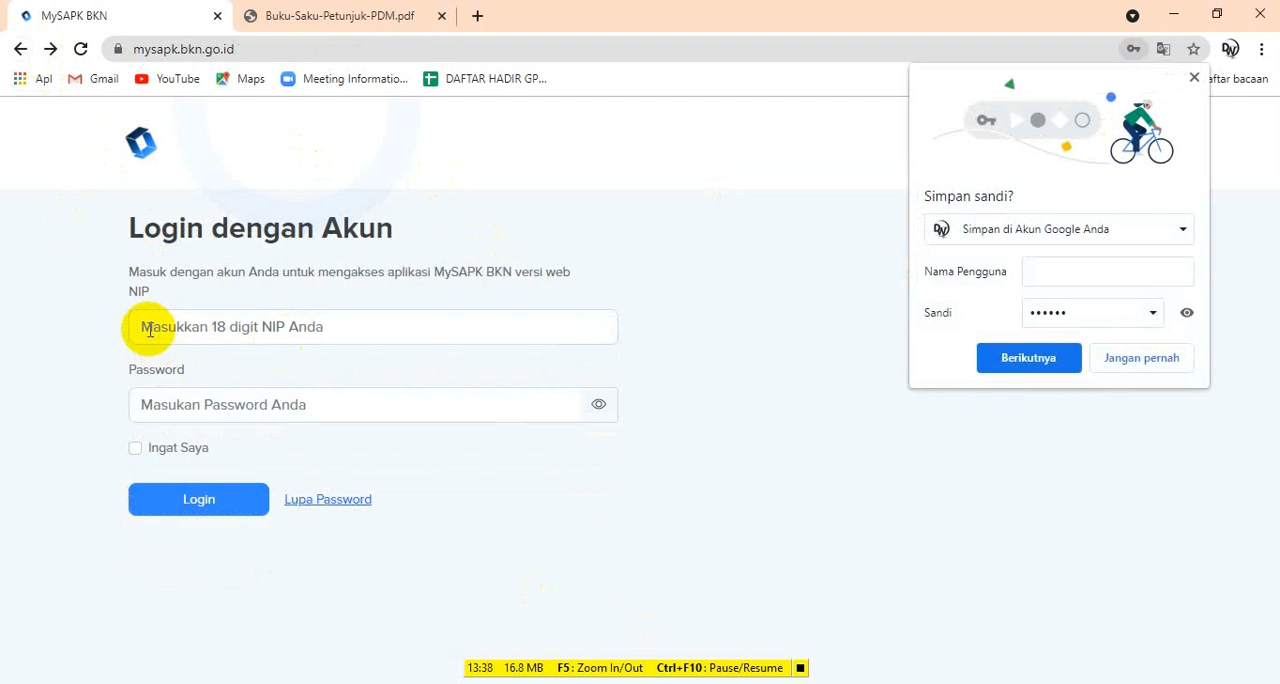 MySAPK BKN
Buku-Saku-Petunjuk-PDM.pdf
mysapk.bkn.go.id
Apl
Gmail
YouTube
Maps
Meeting Informatio...
DAFTAR HADIR GP...
aftar bacaan
Login dengan Akun
Masuk dengan akun Anda untuk mengakses aplikasi MySAPK BKN versi web
NIP
Masukkan 18 digit NIP Anda
Password
Masukan Password Anda
Ingat Saya
Login
Lupa Password
Simpan sandi?
DW Simpan di Akun Google Anda
Nama Pengguna
Sandi ••••••
Berikutnya
Jangan pernah
13:38 16.8 MB F5: Zoom In/Out Ctrl+F10: Pause/Resume